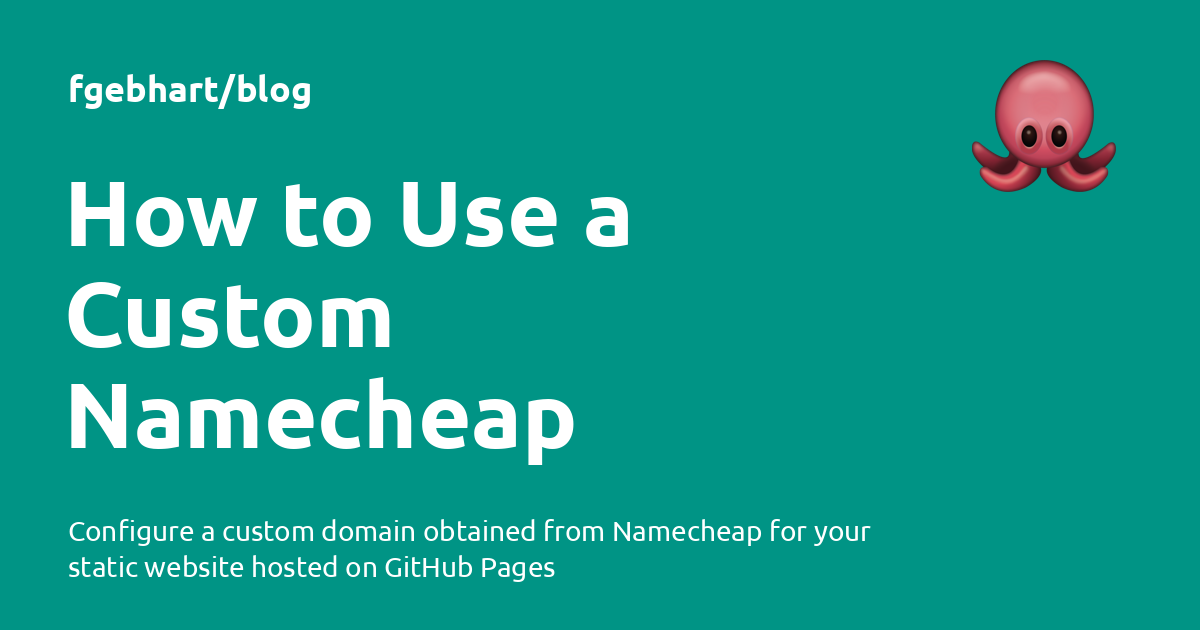 fgebhart/blog
How to Use a
Custom
Namecheap
Configure a custom domain obtained from Namecheap for your
static website hosted on GitHub Pages